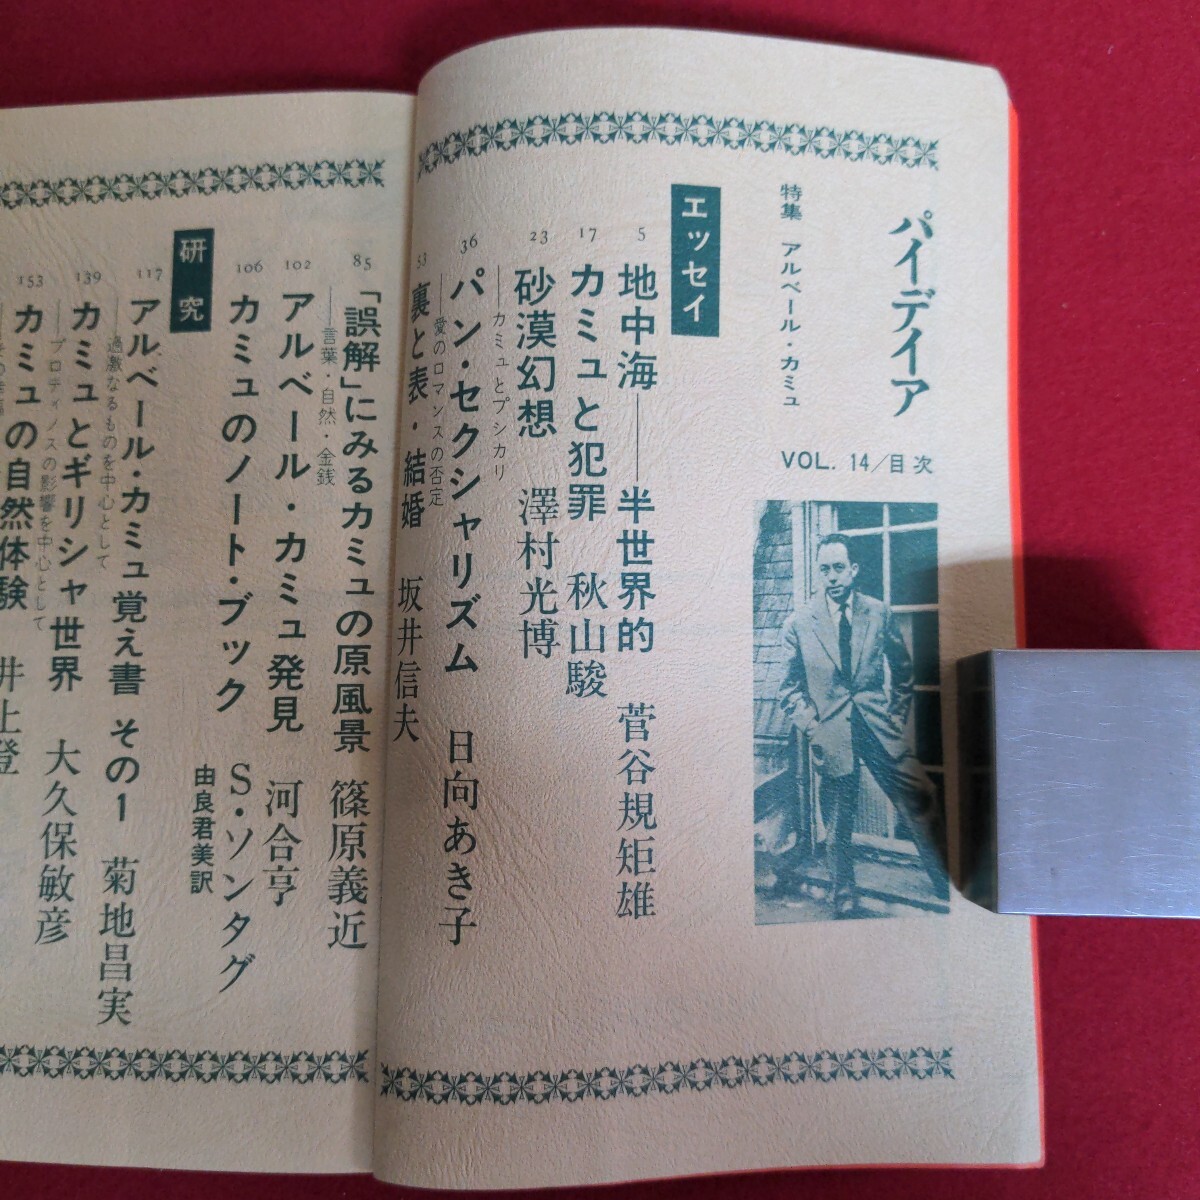 パイデイア
特集 アルベール・カミュ
VOL. 14/目次
エッセイ
5 地中海――半世界的 菅谷規矩雄
17 カミュと犯罪 秋山駿
23 砂漠幻想 澤村光博
――カミュとプシカリ
36 パン・セクシャリズム 日向あき子
――愛のロマンスの否定
53 裏と表・結婚 坂井信夫
85 「誤解」にみるカミュの原風景 篠原義近
――言葉・自然・金銭
102 アルベール・カミュ発見 河合亨
106 カミュのノート・ブック S・ソンタグ
由良君美訳
研究
117 アルベール・カミュ覚え書 その1 菊地昌実
――過激なるものを中心として
139 カミュとギリシャ世界 大久保敏彦
――プロティノスの影響を中心として
153 カミュの自然体験 井上登